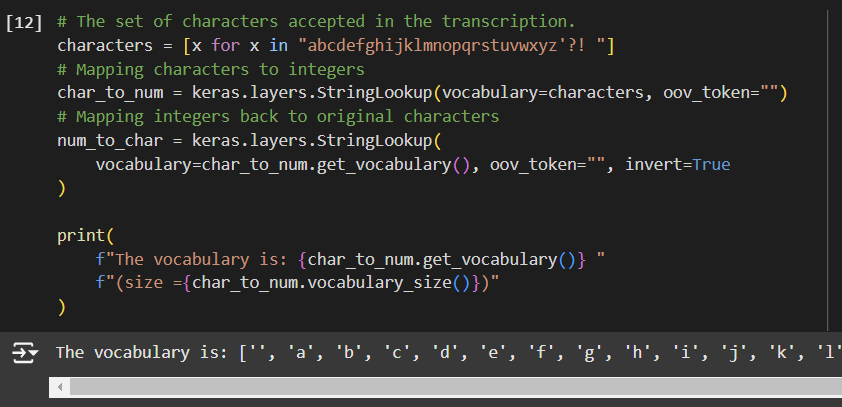 [12] # The set of characters accepted in the transcription.
characters = [x for x in "abcdefghijklmnopqrstuvwxyz'?! "]
# Mapping characters to integers
char_to_num = keras.layers.StringLookup(vocabulary=characters, oov_token="")
# Mapping integers back to original characters
num_to_char = keras.layers.StringLookup(
    vocabulary=char_to_num.get_vocabulary(), oov_token="", invert=True
)
print(
    f"The vocabulary is: {char_to_num.get_vocabulary()} "
    f"(size ={char_to_num.vocabulary_size()})"
)
The vocabulary is: ['', 'a', 'b', 'c', 'd', 'e', 'f', 'g', 'h', 'i', 'j', 'k', 'l'